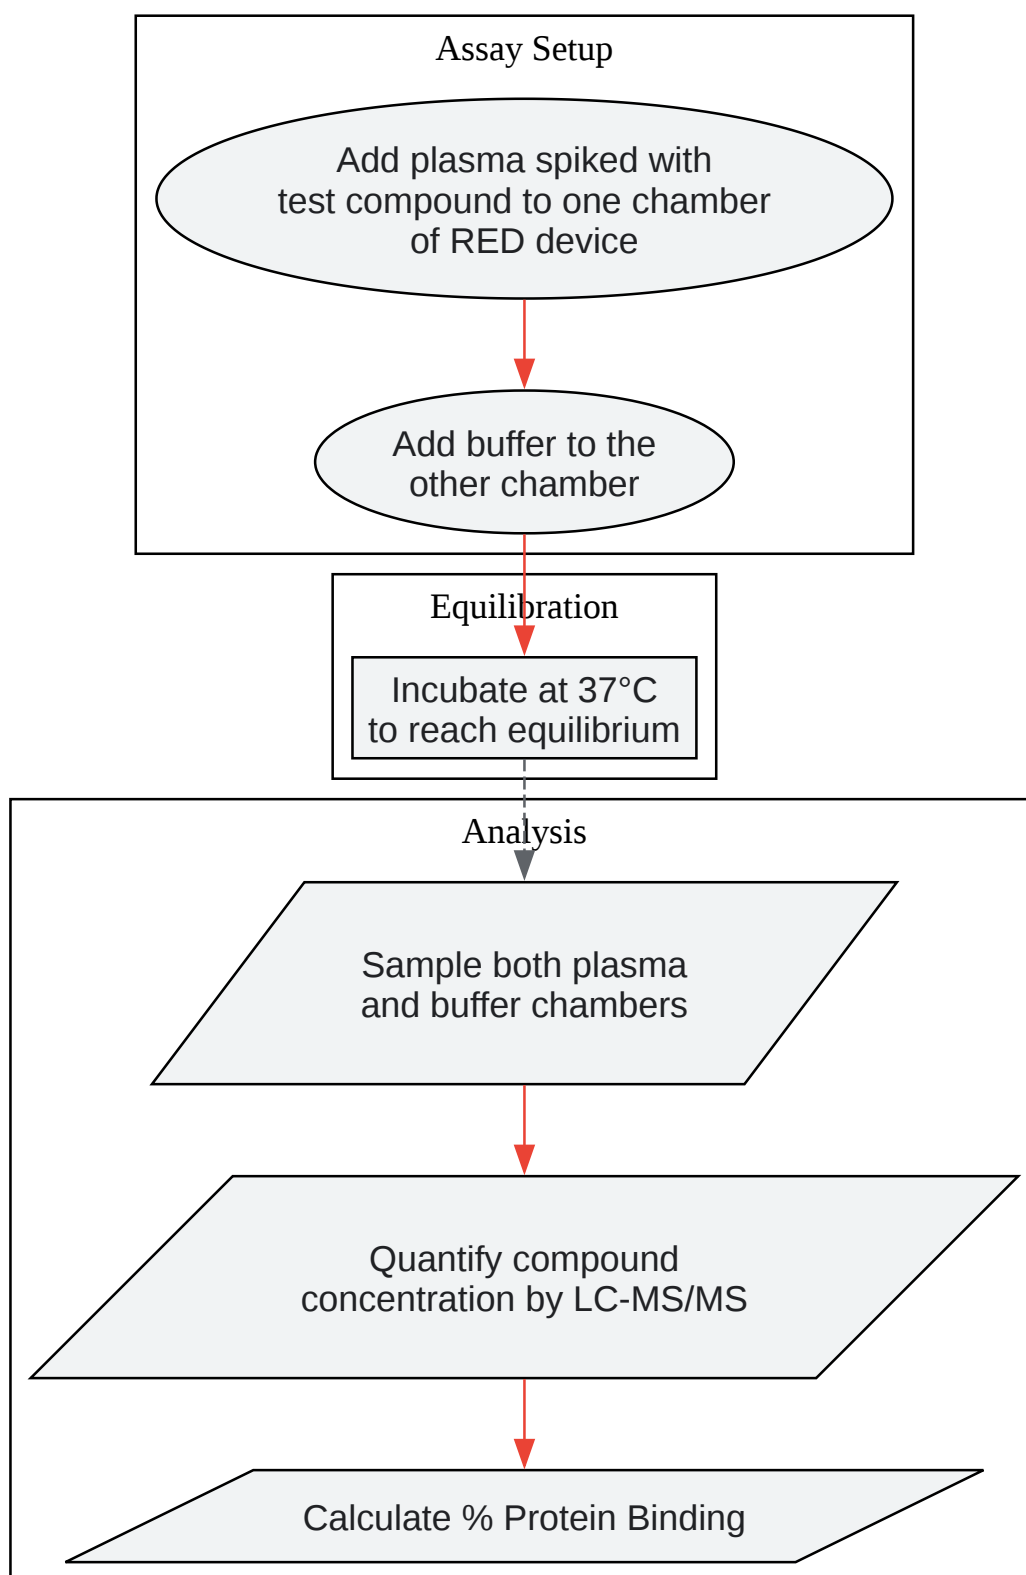 Assay Setup
Add plasma spiked with
test compound to one chamber
of RED device
Add buffer to the
other chamber
Equilibration
Incubate at 37°C
to reach equilibrium
Analysis
Sample both plasma
and buffer chambers
Quantify compound
concentration by LC-MS/MS
Calculate % Protein Binding